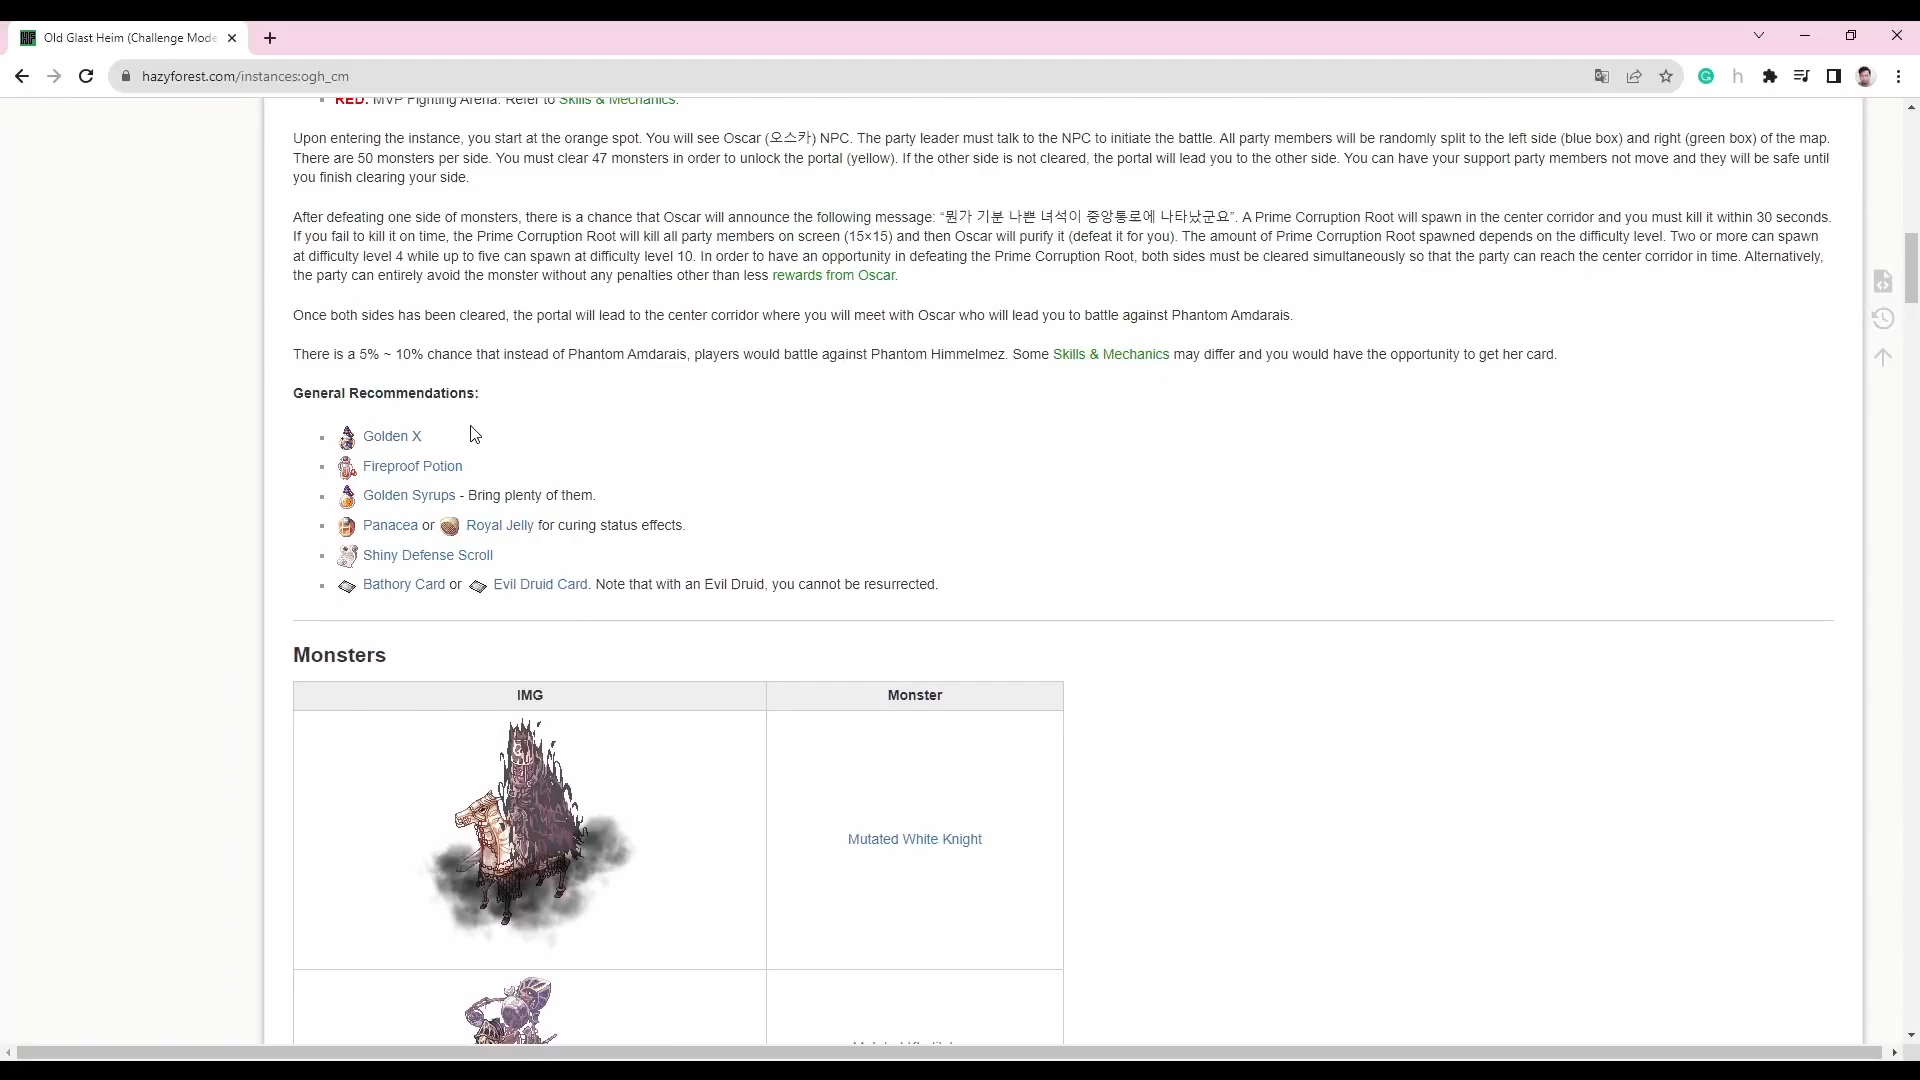 Old Glast Heim (Challenge Mode
hazyforest.com/instances:ogh_cm
RED: MVP Fighting Arena. Refer to Skills & Mechanics.
Upon entering the instance, you start at the orange spot. You will see Oscar (오스카) NPC. The party leader must talk to the NPC to initiate the battle. All party members will be randomly split to the left side (blue box) and right (green box) of the map.
There are 50 monsters per side. You must clear 47 monsters in order to unlock the portal (yellow). If the other side is not cleared, the portal will lead you to the other side. You can have your support party members not move and they will be safe until
you finish clearing your side.
After defeating one side of monsters, there is a chance that Oscar will announce the following message: “뭔가 기분 나쁜 녀석이 중앙통로에 나타났군요”. A Prime Corruption Root will spawn in the center corridor and you must kill it within 30 seconds.
If you fail to kill it on time, the Prime Corruption Root will kill all party members on screen (15×15) and then Oscar will purify it (defeat it for you). The amount of Prime Corruption Root spawned depends on the difficulty level. Two or more can spawn
at difficulty level 4 while up to five can spawn at difficulty level 10. In order to have an opportunity in defeating the Prime Corruption Root, both sides must be cleared simultaneously so that the party can reach the center corridor in time. Alternatively,
the party can entirely avoid the monster without any penalties other than less rewards from Oscar.
Once both sides has been cleared, the portal will lead to the center corridor where you will meet with Oscar who will lead you to battle against Phantom Amdarais.
There is a 5% ~ 10% chance that instead of Phantom Amdarais, players would battle against Phantom Himmelmez. Some Skills & Mechanics may differ and you would have the opportunity to get her card.
General Recommendations:
Golden X
Fireproof Potion
Golden Syrups - Bring plenty of them.
Panacea or Royal Jelly for curing status effects.
Shiny Defense Scroll
Bathory Card or Evil Druid Card. Note that with an Evil Druid, you cannot be resurrected.
Monsters
IMG Monster
Mutated White Knight